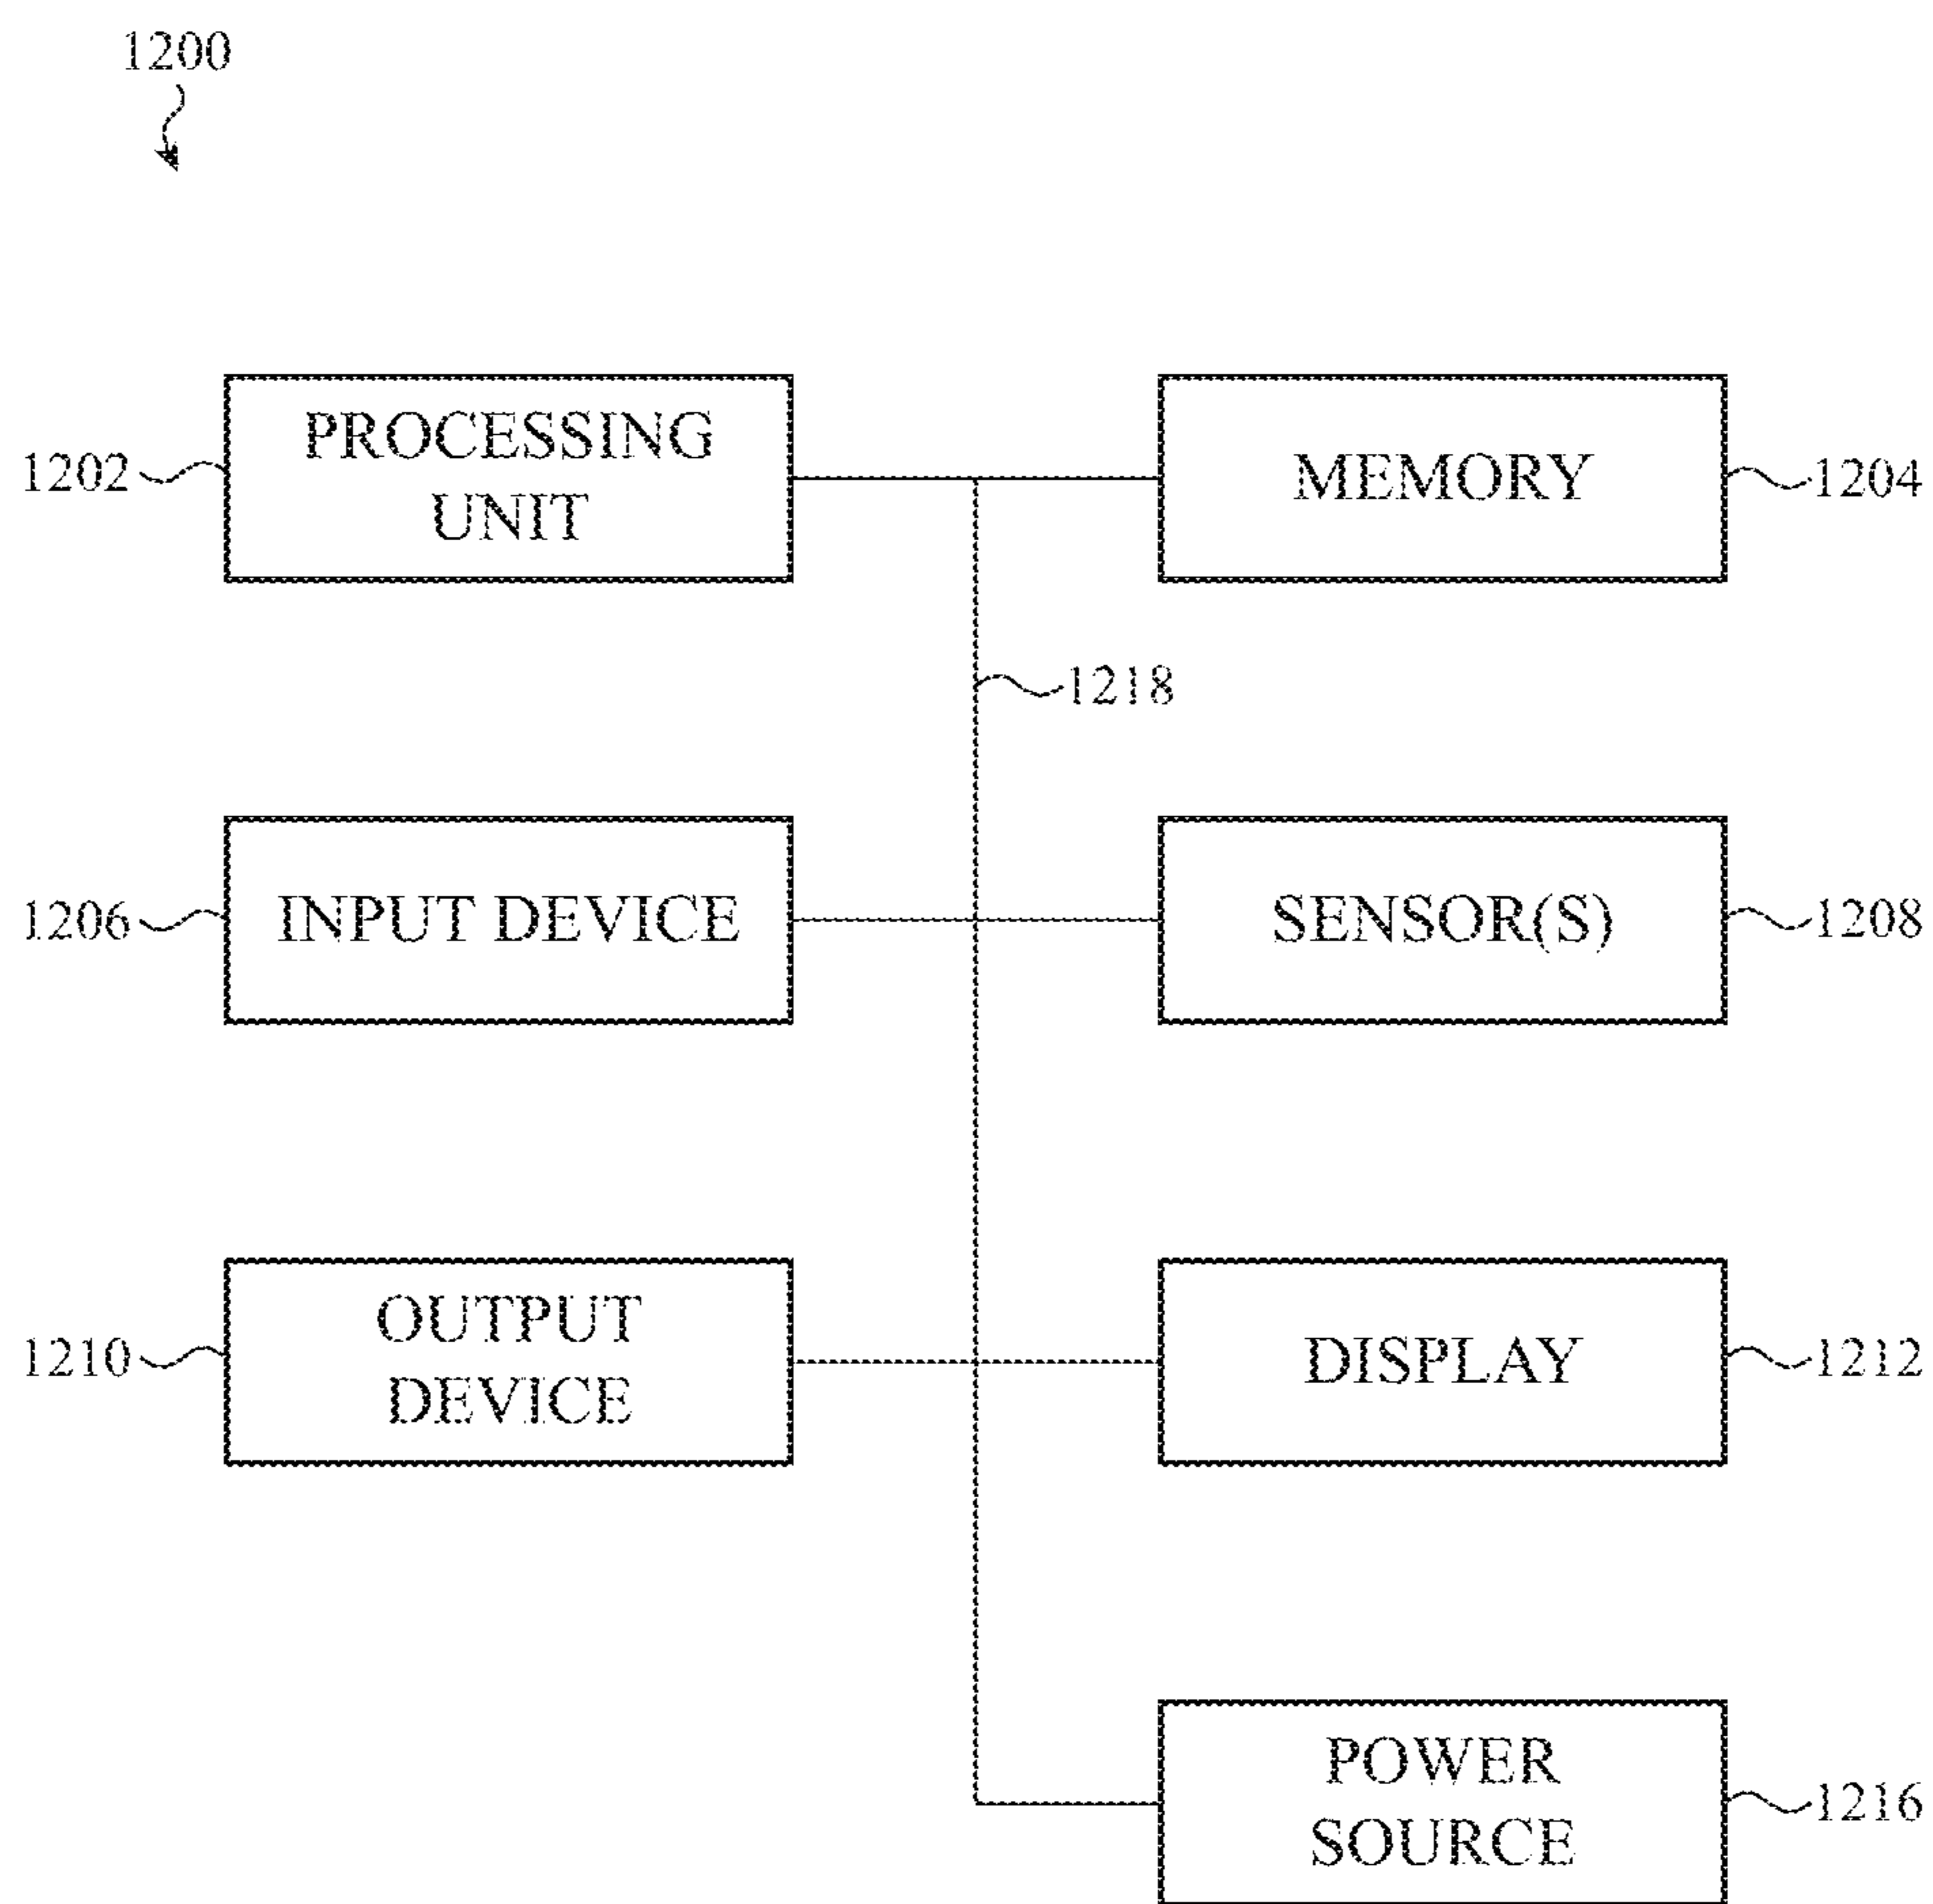 1200
1202
PROCESSING
UNIT
MEMORY
1204
1218
1206
INPUT DEVICE
SENSOR(S)
1208
1210
OUTPUT
DEVICE
DISPLAY
1212
POWER
SOURCE
1216